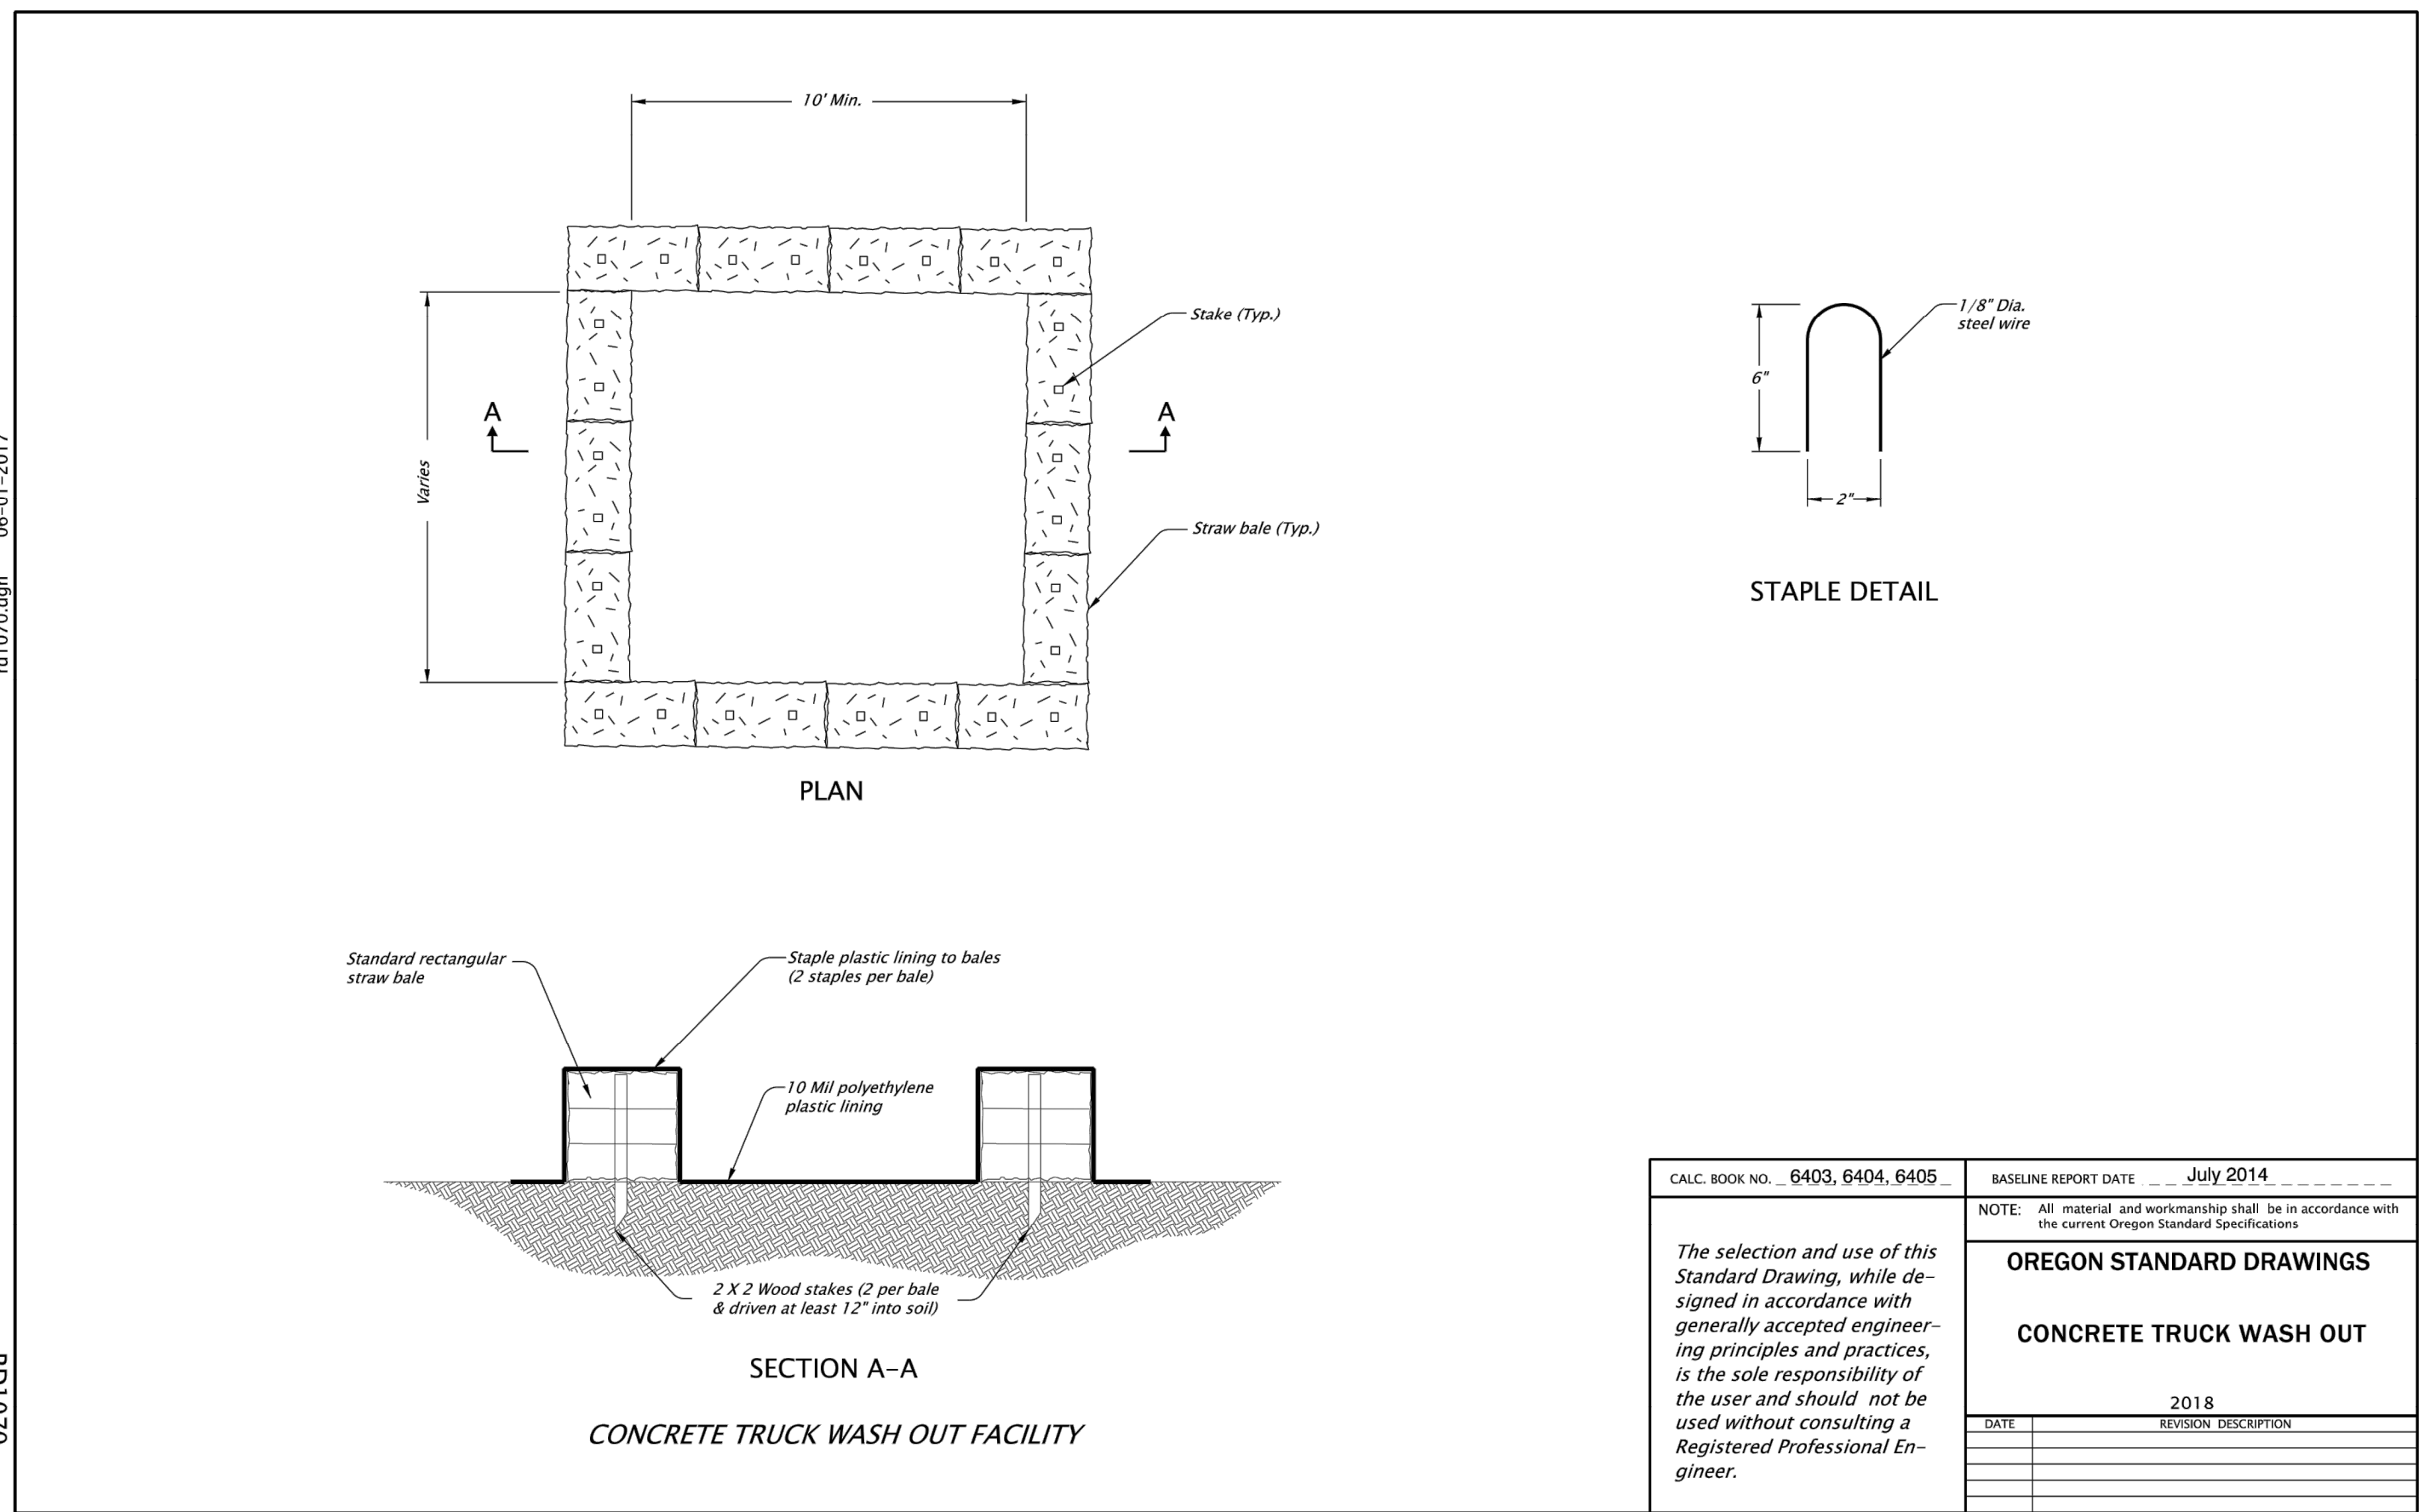 10' Min.
Stake (Typ.)
A
A
Varies
Straw bale (Typ.)
PLAN
1/8" Dia.
steel wire
6"
2"
STAPLE DETAIL
Standard rectangular
straw bale
Staple plastic lining to bales
(2 staples per bale)
10 Mil polyethylene
plastic lining
2 X 2 Wood stakes (2 per bale
& driven at least 12" into soil)
SECTION A-A
CONCRETE TRUCK WASH OUT FACILITY
CALC. BOOK NO. 6403, 6404, 6405
BASELINE REPORT DATE July 2014
NOTE: All material and workmanship shall be in accordance with
the current Oregon Standard Specifications
The selection and use of this
Standard Drawing, while de-
signed in accordance with
generally accepted engineer-
ing principles and practices,
is the sole responsibility of
the user and should not be
used without consulting a
Registered Professional En-
gineer.
OREGON STANDARD DRAWINGS
CONCRETE TRUCK WASH OUT
2018
DATE REVISION DESCRIPTION